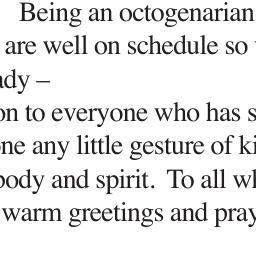 Being an octogenarian
are well on schedule so
ady –
on to everyone who has s
one any little gesture of ki
body and spirit. To all wh
warm greetings and pray